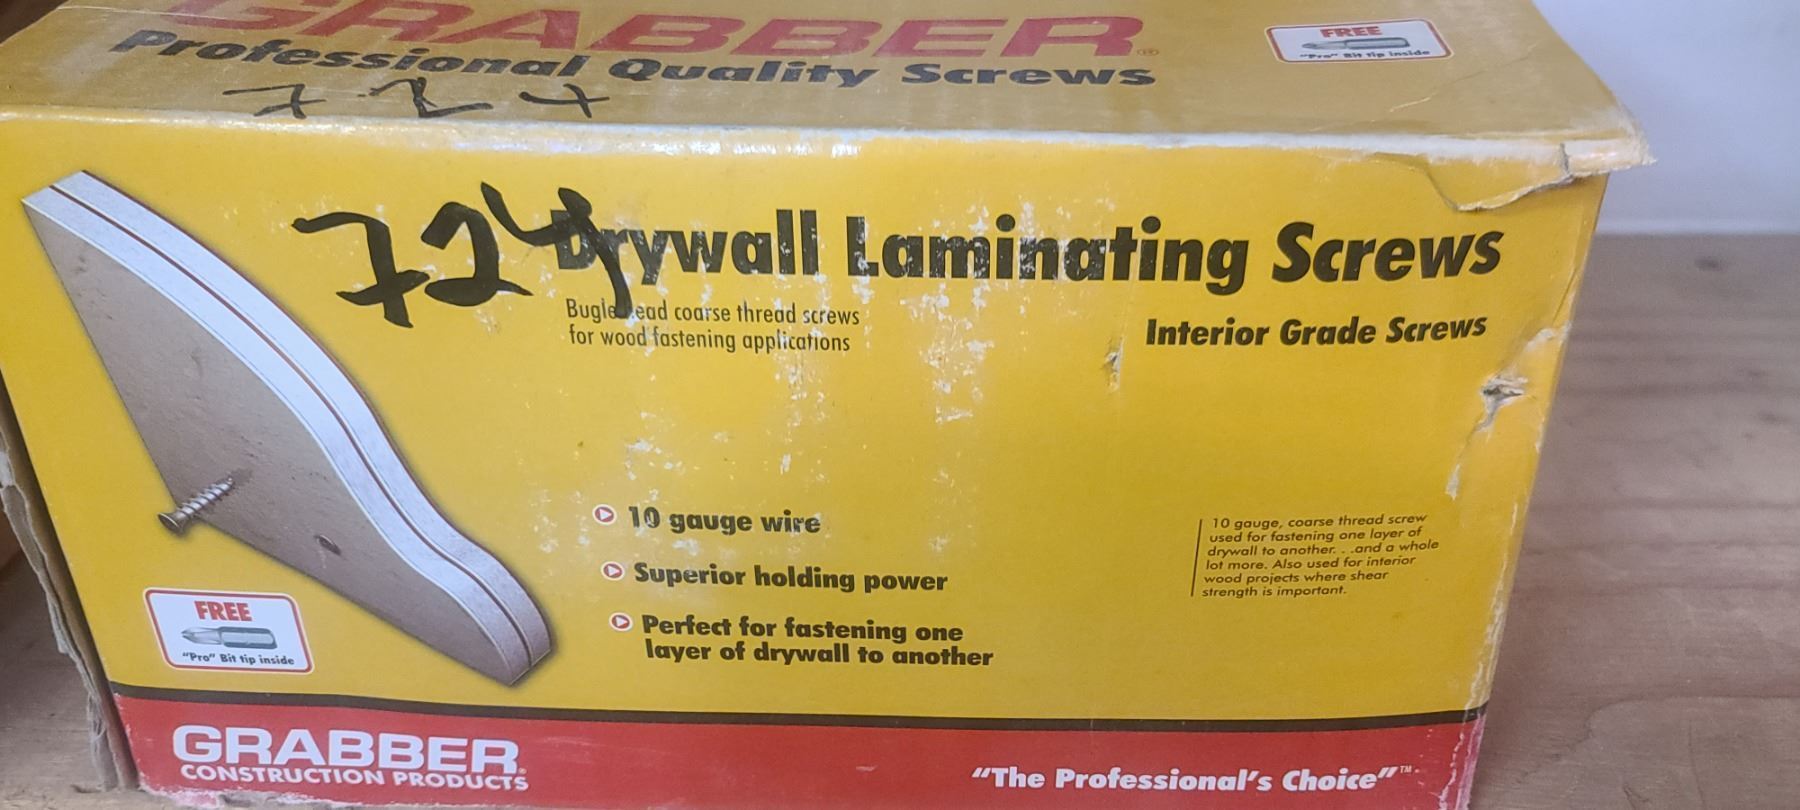 GRABBER®
Professional Quality Screws
FREE
"Pro" Bit tip inside
724
Drywall Laminating Screws
Bugle head coarse thread screws
for wood fastening applications
Interior Grade Screws
10 gauge wire
Superior holding power
Perfect for fastening one
layer of drywall to another
10 gauge, coarse thread screw
used for fastening one layer of
drywall to another. . .and a whole
lot more. Also used for interior
wood projects where shear
strength is important.
FREE
"Pro" Bit tip inside
GRABBER®
CONSTRUCTION PRODUCTS
"The Professional's Choice"™